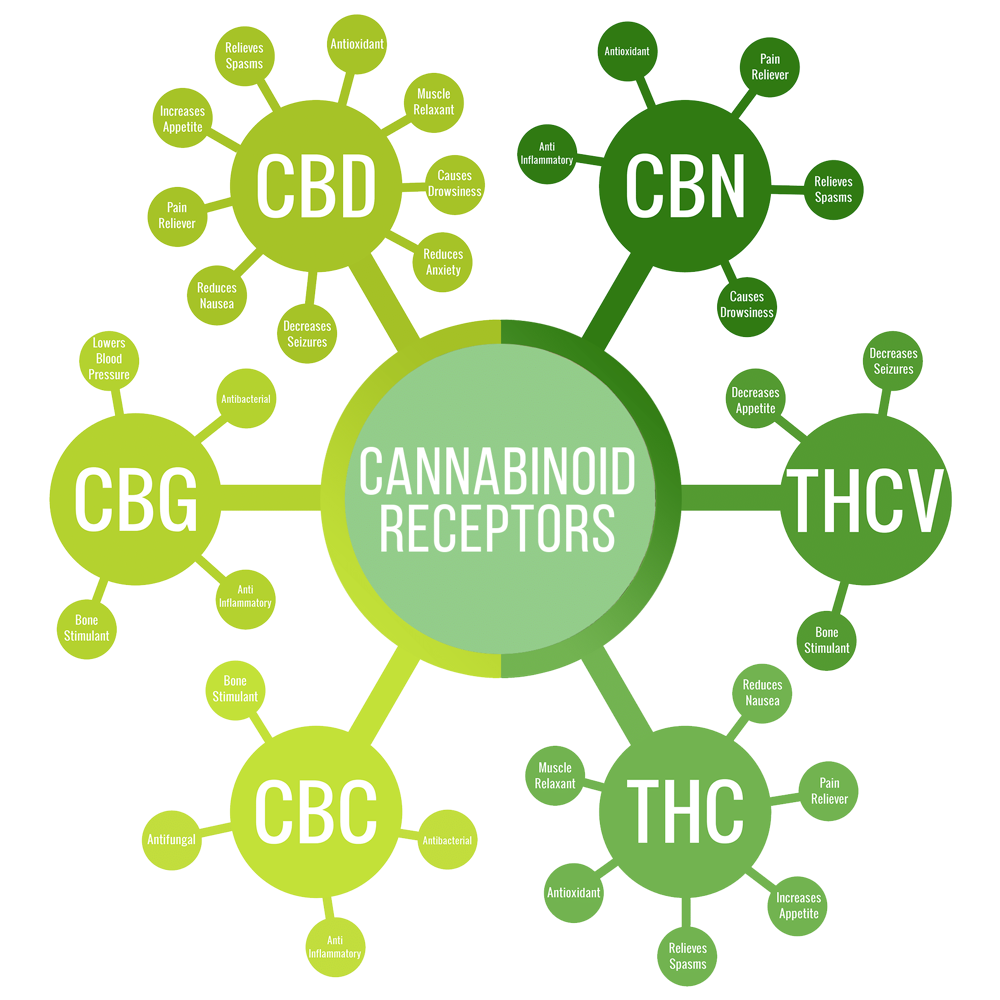 CANNABINOID
RECEPTORS
CBD
Relieves
Spasms
Antioxidant
Muscle
Relaxant
Causes
Drowsiness
Reduces
Anxiety
Decreases
Seizures
Reduces
Nausea
Pain
Reliever
Increases
Appetite
CBN
Antioxidant
Pain
Reliever
Relieves
Spasms
Causes
Drowsiness
Anti
Inflammatory
THCV
Decreases
Appetite
Decreases
Seizures
Bone
Stimulant
THC
Reduces
Nausea
Pain
Reliever
Increases
Appetite
Relieves
Spasms
Antioxidant
Muscle
Relaxant
CBC
Bone
Stimulant
Antibacterial
Anti
Inflammatory
Antifungal
CBG
Lowers
Blood
Pressure
Antibacterial
Anti
Inflammatory
Bone
Stimulant